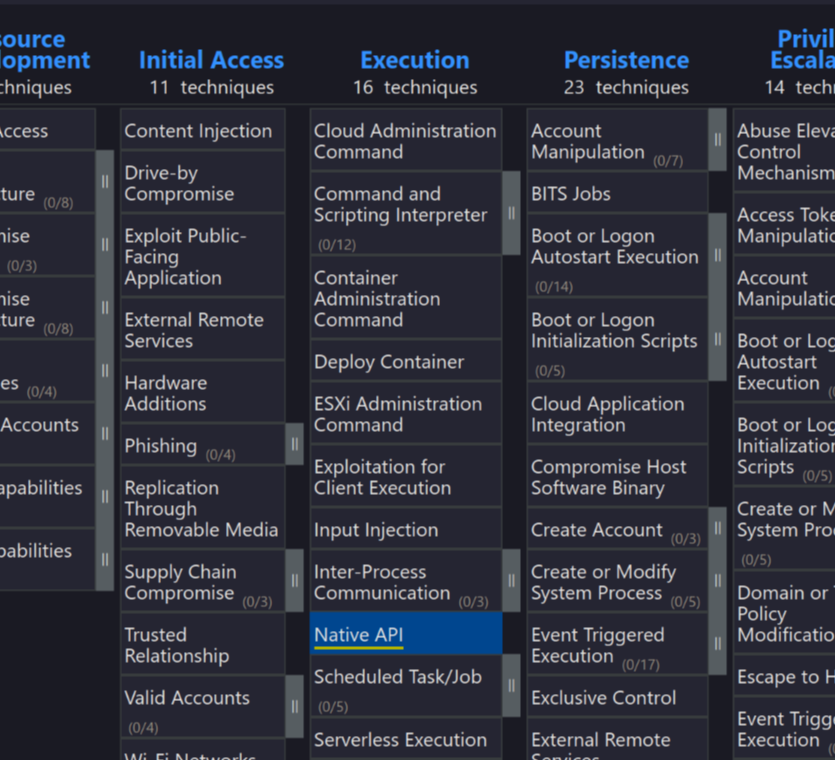 source
lopment
chniques
Access
cture (0/8)
mise
(0/3)
mise
cture (0/8)
es (0/4)
Accounts
apabilities
pabilities
Initial Access
11 techniques
Content Injection
Drive-by
Compromise
Exploit Public-
Facing
Application
External Remote
Services
Hardware
Additions
Phishing (0/4)
Replication
Through
Removable Media
Supply Chain
Compromise (0/3)
Trusted
Relationship
Valid Accounts
(0/4)
Wi-Fi Networks
Execution
16 techniques
Cloud Administration
Command
Command and
Scripting Interpreter
(0/12)
Container
Administration
Command
Deploy Container
ESXi Administration
Command
Exploitation for
Client Execution
Input Injection
Inter-Process
Communication (0/3)
Native API
Scheduled Task/Job
(0/5)
Serverless Execution
Persistence
23 techniques
Account
Manipulation (0/7)
BITS Jobs
Boot or Logon
Autostart Execution
(0/14)
Boot or Logon
Initialization Scripts
(0/5)
Cloud Application
Integration
Compromise Host
Software Binary
Create Account (0/3)
Create or Modify
System Process (0/5)
Event Triggered
Execution (0/17)
Exclusive Control
External Remote
Services
Privil
Escala
14 techn
Abuse Eleva
Control
Mechanism
Access Toke
Manipulatio
Account
Manipulatio
Boot or Log
Autostart
Execution (
Boot or Log
Initialization
Scripts (0/5)
Create or M
System Proc
(0/5)
Domain or T
Policy
Modificatio
Escape to H
Event Trigge
Execution (